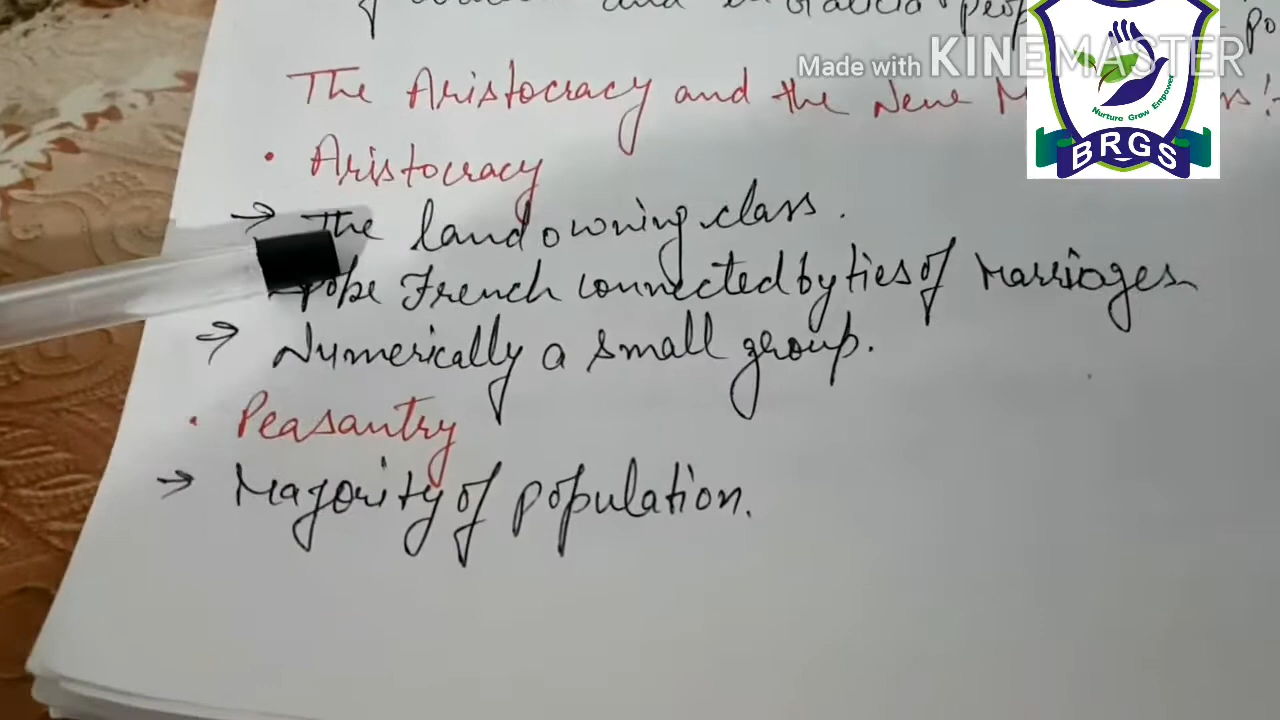 and
Made with KINEMASTER
The Aristocracy and the New
• Aristocracy
→ The landowning class.
French connected by ties of Marriages
→ Numerically a small group.
• Peasantry
→ Majority of population.
Nurture Grow Empower
BRGS